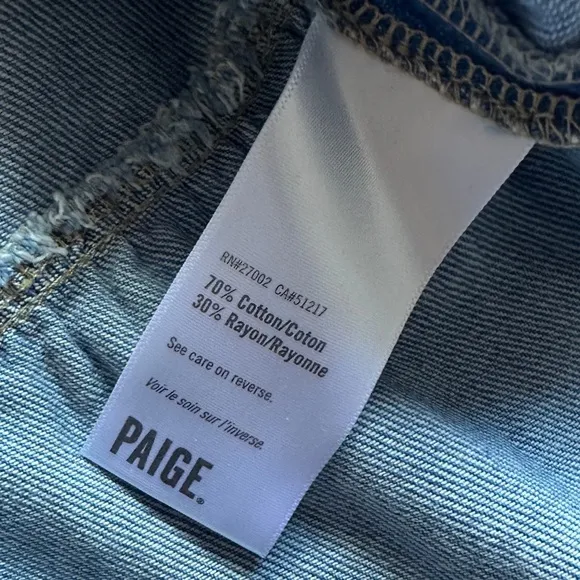 RN#27002 CA#51217
70% Cotton/Coton
30% Rayon/Rayonne
See care on reverse.
Voir le soin sur l'inverse.
PAIGE®